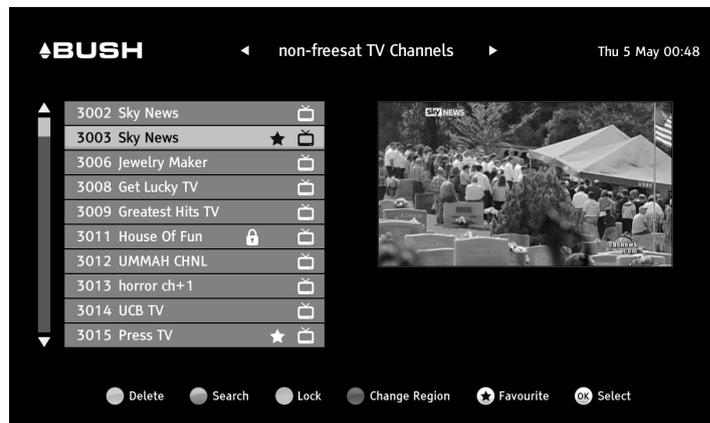 BUSH
non-freesat TV Channels
Thu 5 May 00:48
3002 Sky News
3003 Sky News
3006 Jewelry Maker
3008 Get Lucky TV
3009 Greatest Hits TV
3011 House Of Fun
3012 UMMAH CHNL
3013 horror ch+1
3014 UCB TV
3015 Press TV
sky NEWS
cbsnews
.com
Delete
Search
Lock
Change Region
Favourite
OK Select